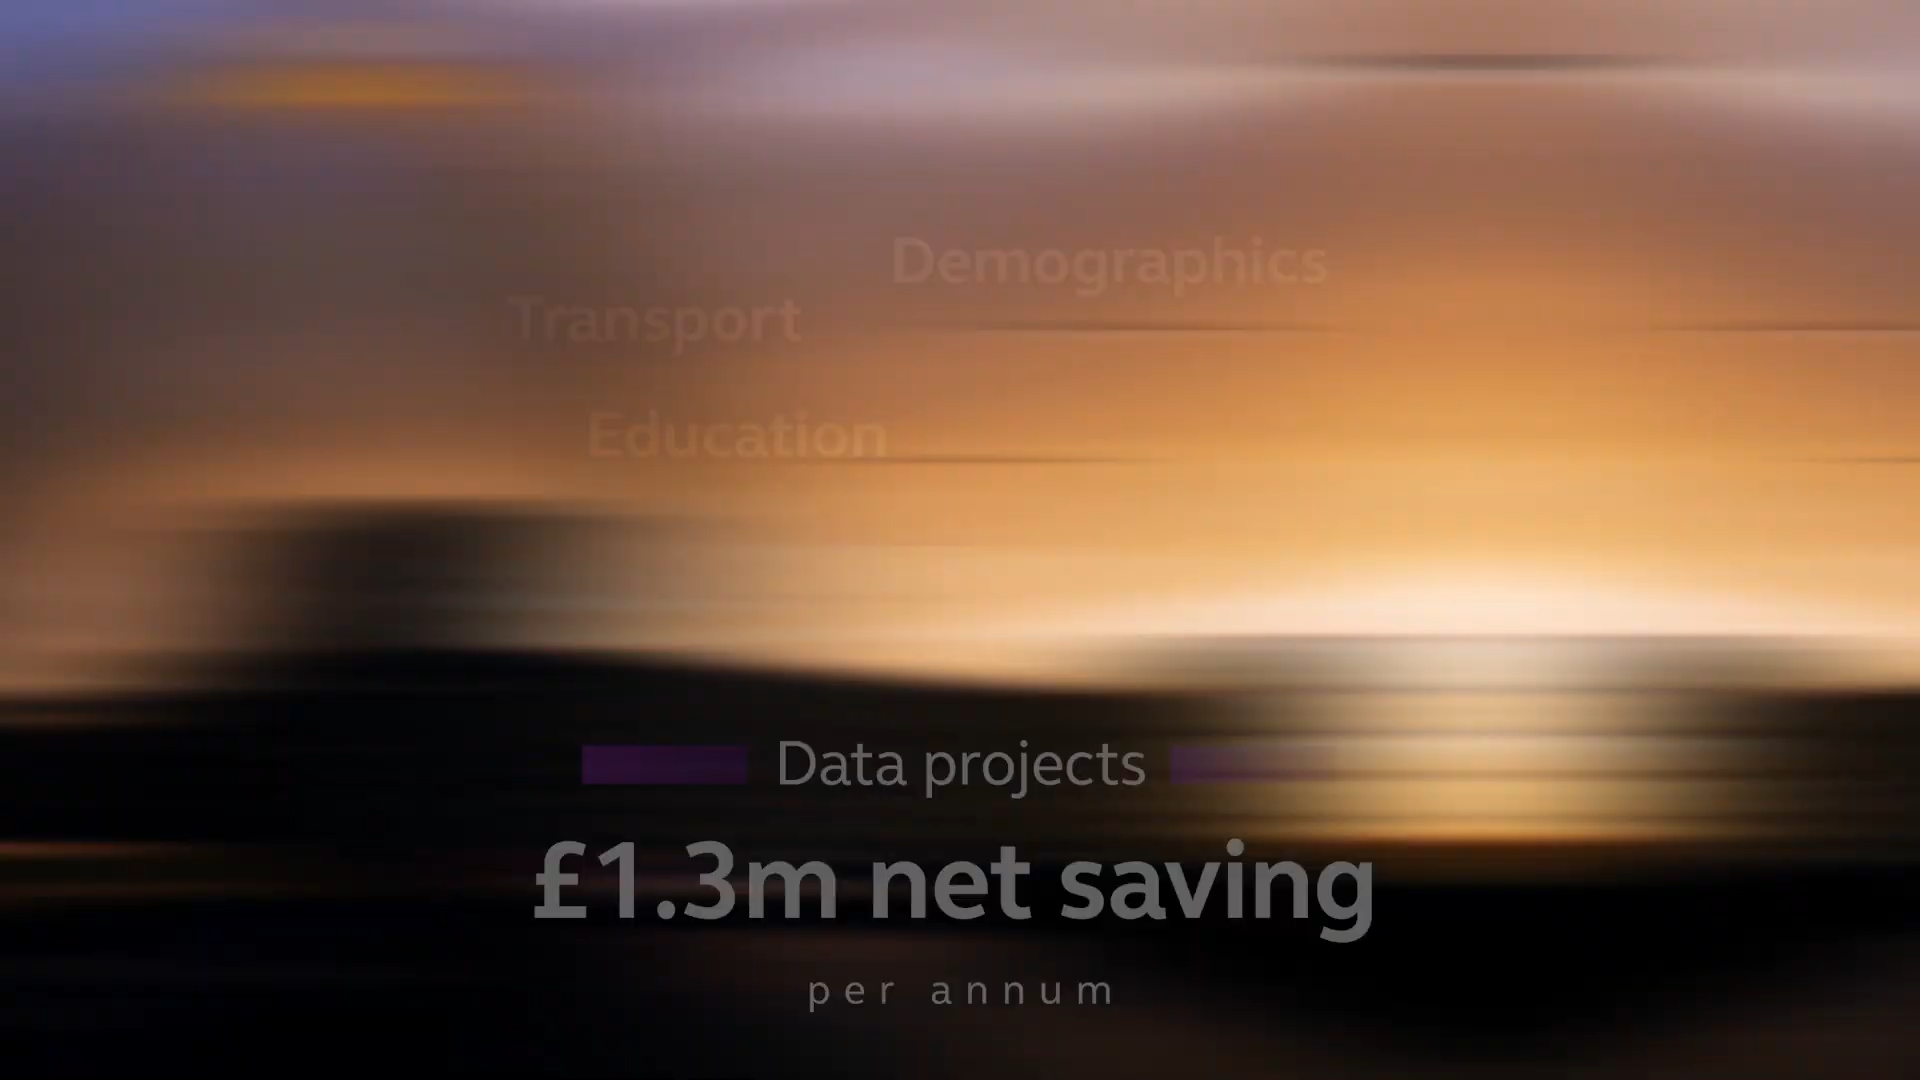 Demographics
Transport
Education
Data projects
£1.3m net saving
per annum